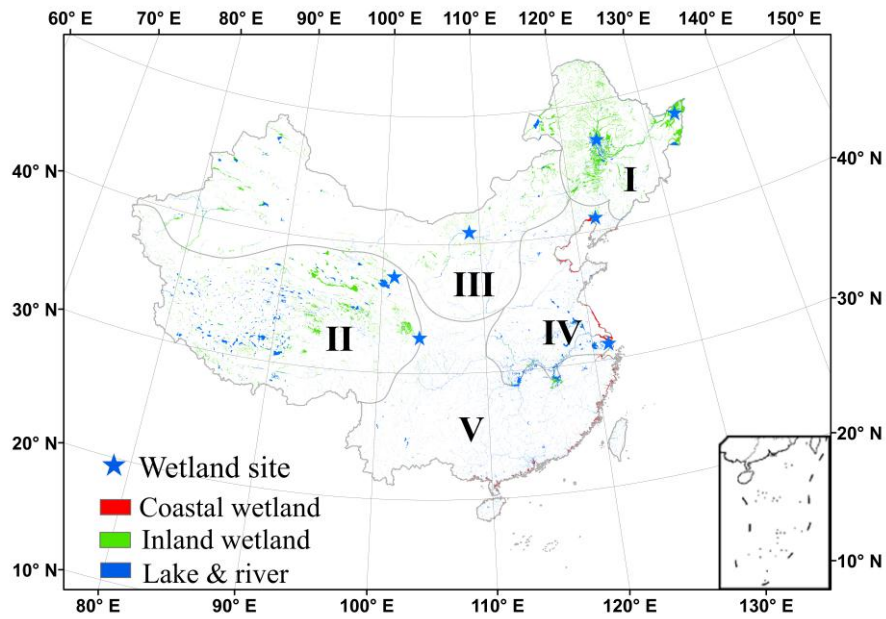 60° E 70° E 80° E 90° E 100° E 110° E 120° E 130° E 140° E 150° E
40° N 40° N
I
30° N 30° N
III
II
IV
20° N 20° N
V
Wetland site
Coastal wetland
Inland wetland
10° N 10° N
Lake & river
80° E 90° E 100° E 110° E 120° E 130° E